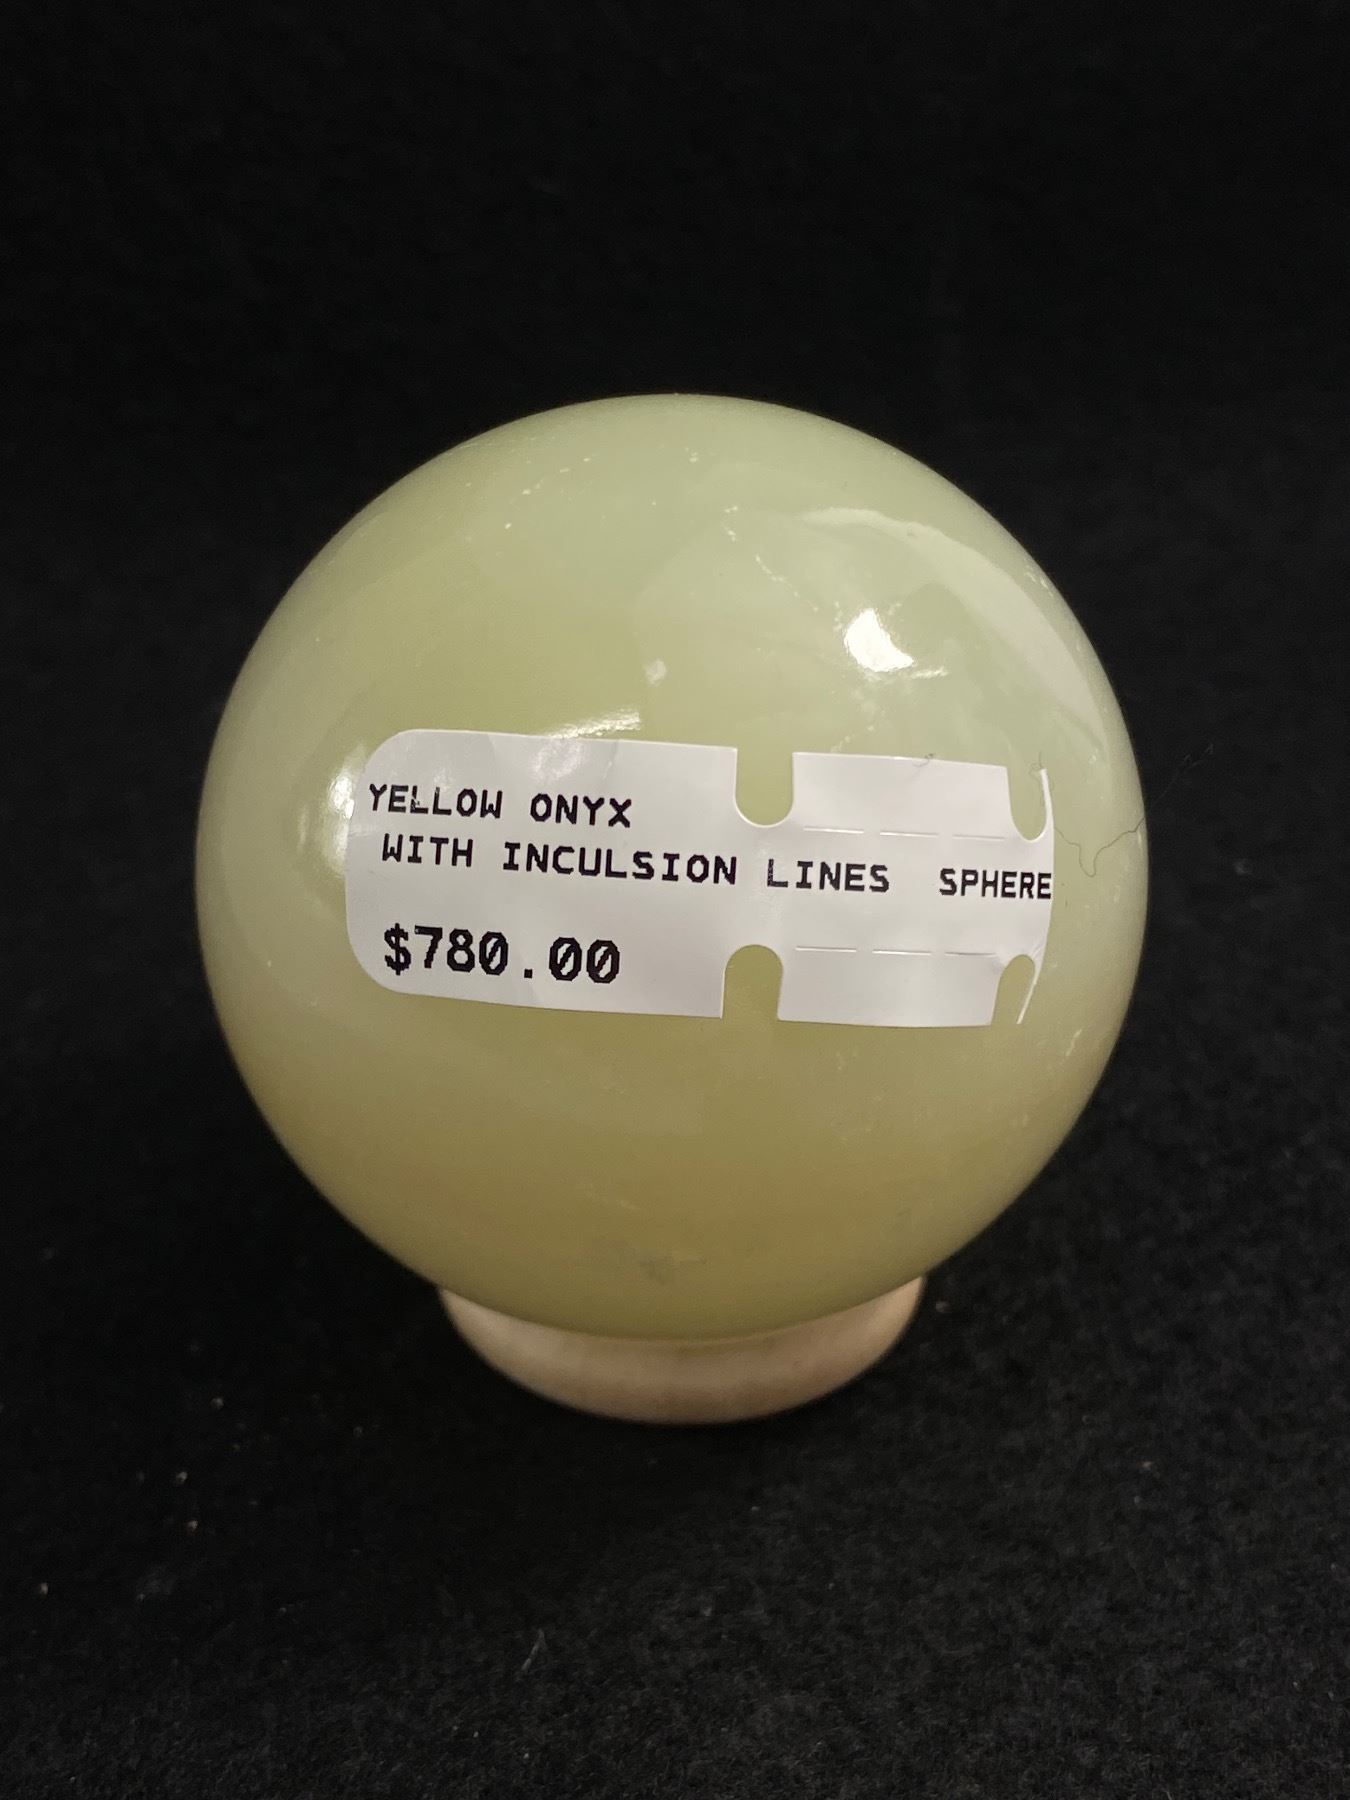 YELLOW ONYX
WITH INCULSION LINES SPHERE
$780.00